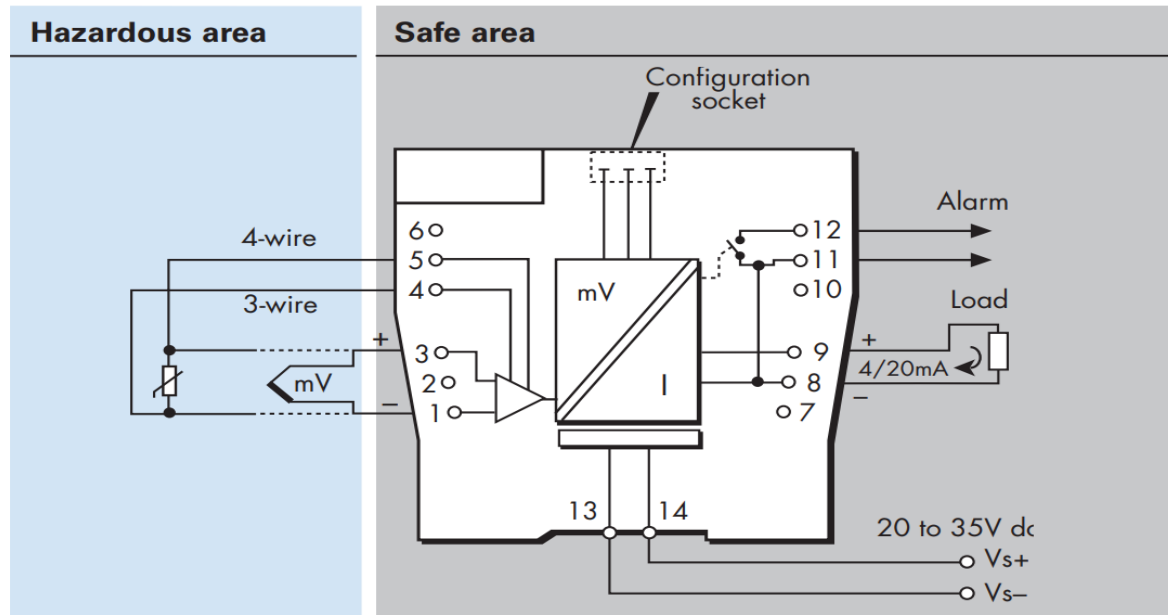 Hazardous area
Safe area
Configuration
socket
4-wire
3-wire
+
mV
−
6
5
4
3
2
1
mV
I
12
11
10
9
8
7
Alarm
Load
+
4/20mA
−
13
14
20 to 35V dc
Vs+
Vs−